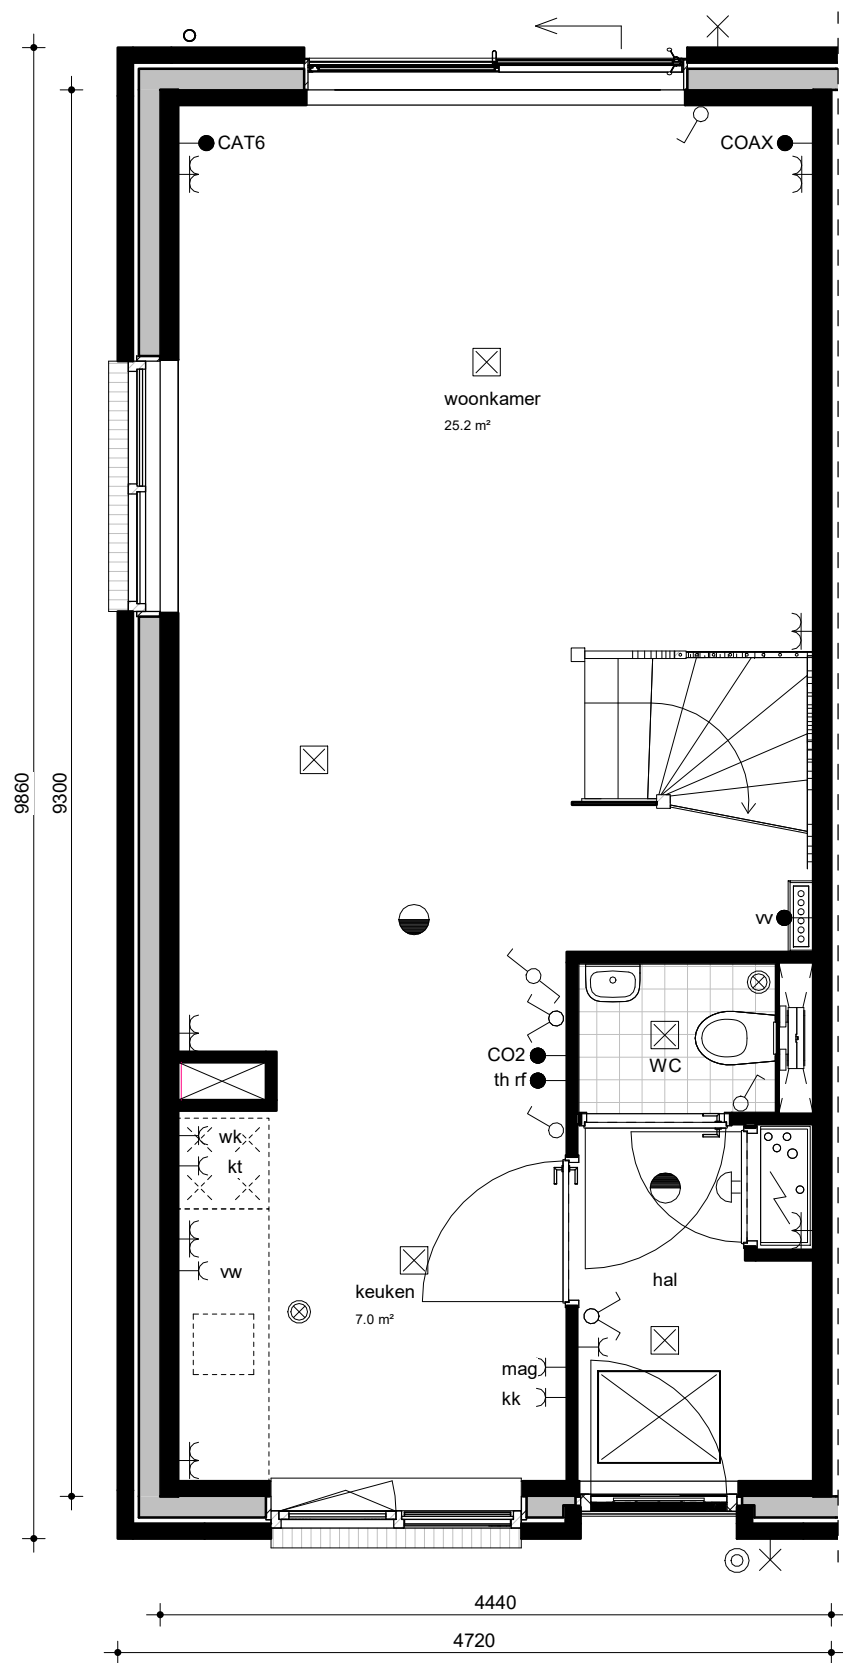 CAT6
COAX
woonkamer
25.2 m²
9860
9300
vv
CO2
th rf
WC
wk
kt
vw
hal
keuken
7.0 m²
mag
kk
4440
4720